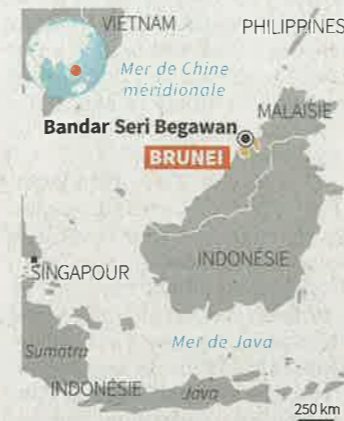 VIETNAM
PHILIPPINES
Mer de Chine
méridionale
MALAISIE
Bandar Seri Begawan
BRUNEI
INDONÉSIE
SINGAPOUR
Mer de Java
Sumatra
INDONÉSIE
Java
250 km